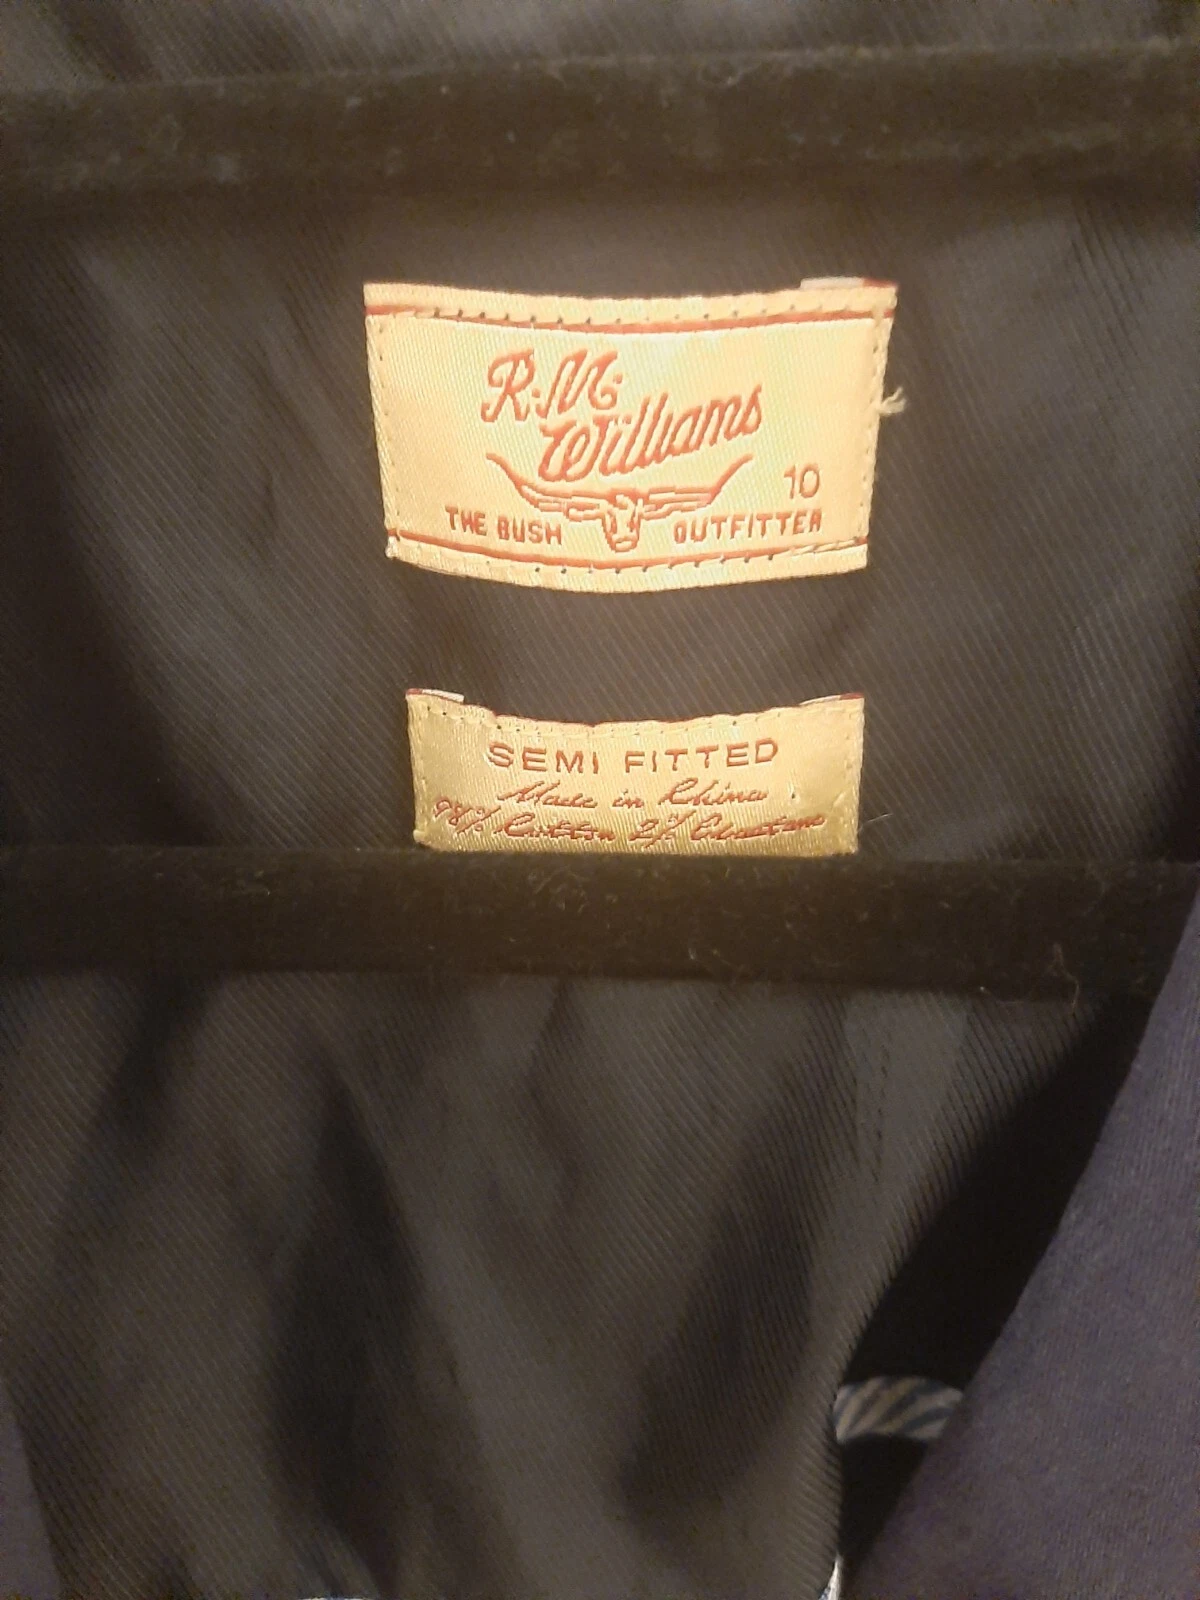 R.M.
Williams
10
THE BUSH OUTFITTER
SEMI FITTED
Made in China
98% Cotton 2% Elastane